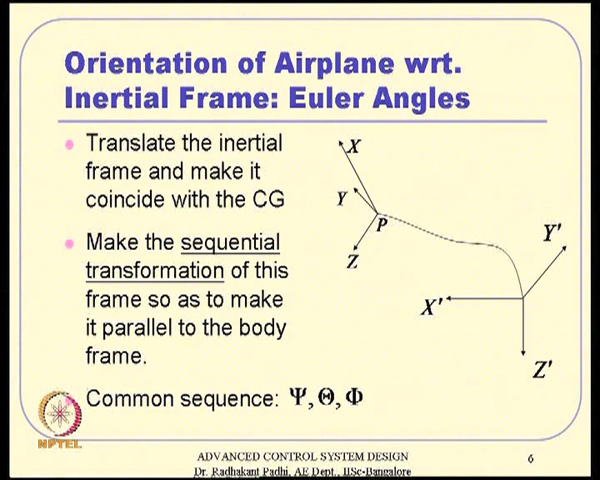 Orientation of Airplane wrt.
Inertial Frame: Euler Angles
Translate the inertial
frame and make it
coincide with the CG
Make the sequential
transformation of this
frame so as to make
it parallel to the body
frame.
Common sequence: Ψ, Θ, Φ
X
Y
P
Z
Y'
X'
Z'
NPTEL
ADVANCED CONTROL SYSTEM DESIGN
Dr. Radhakant Padhi, AE Dept., IISc-Bangalore
6